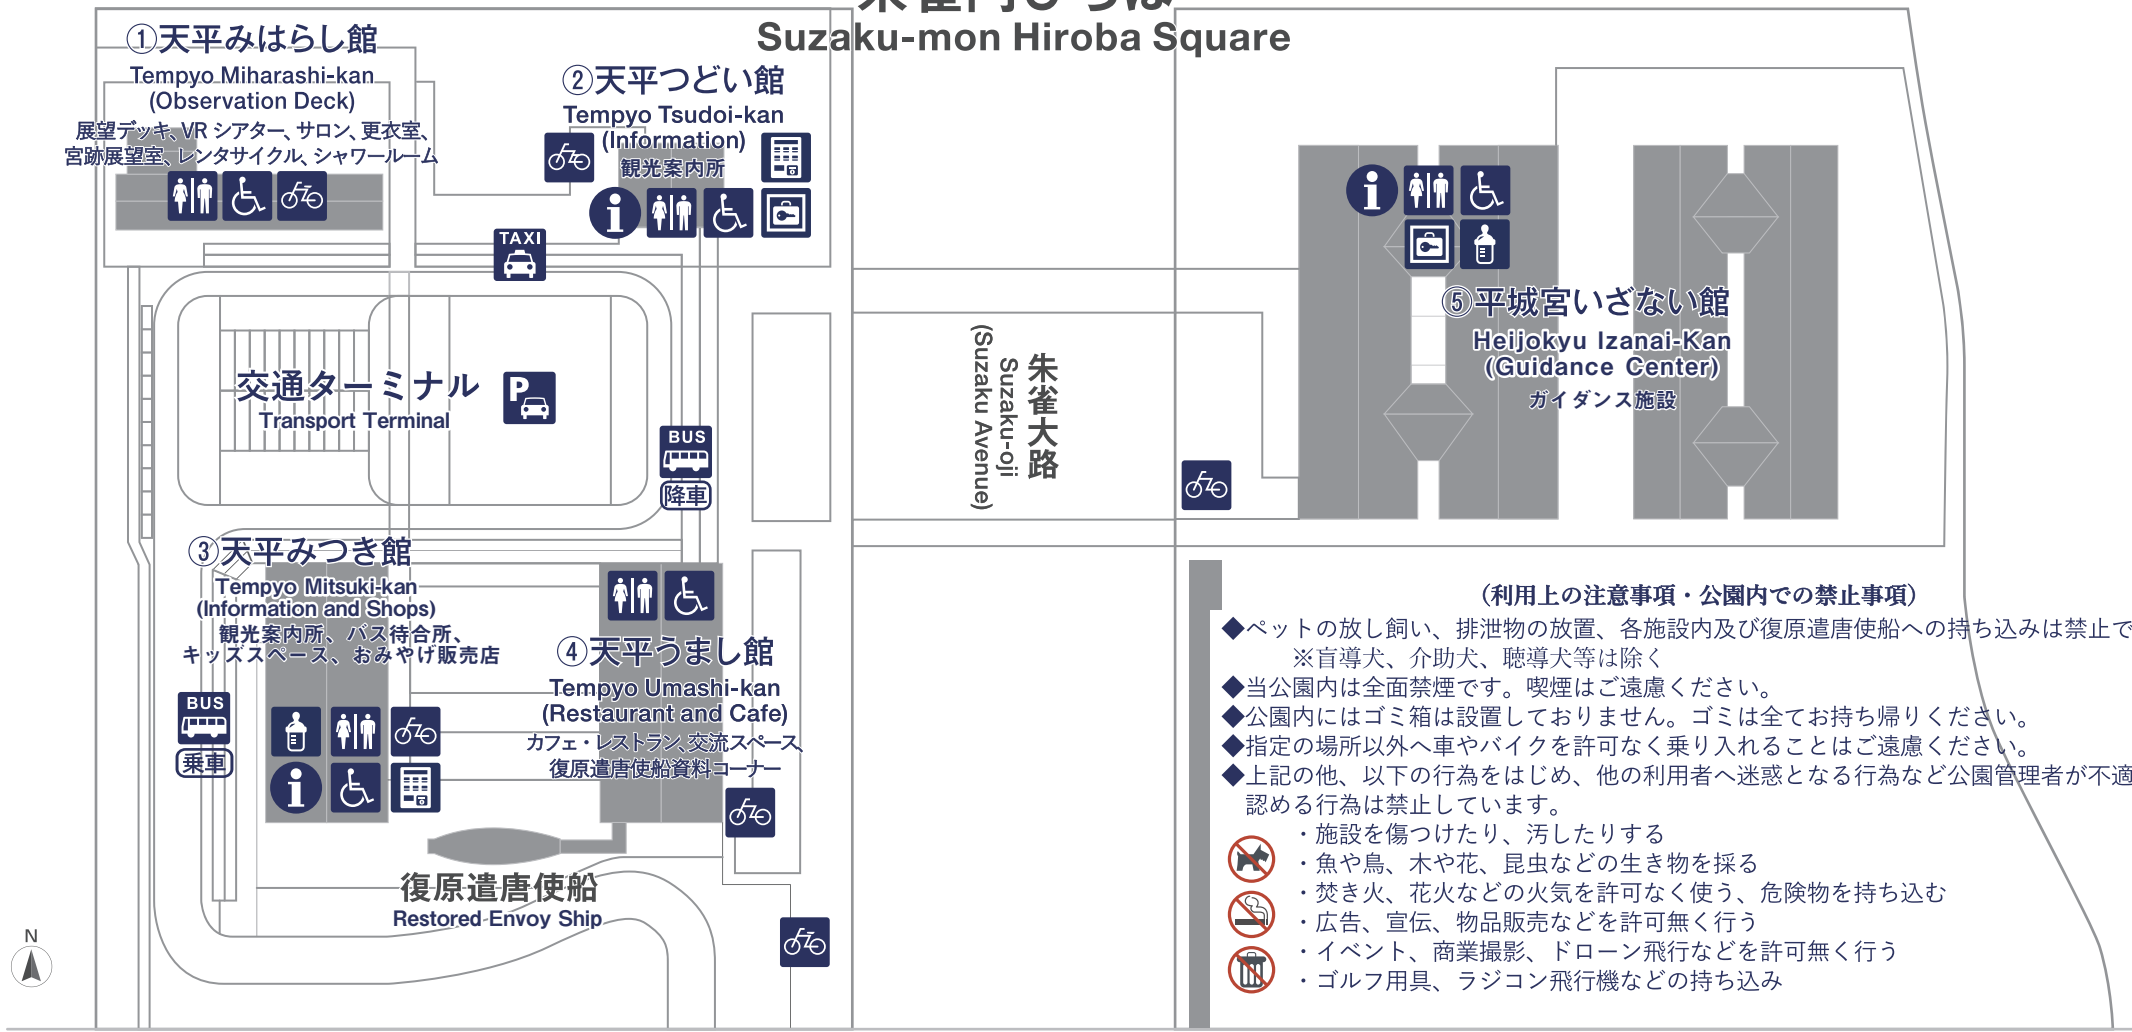 朱雀門ひろば
Suzaku-mon Hiroba Square
①天平みはらし館
Tempyo Miharashi-kan
(Observation Deck)
展望デッキ、VR シアター、サロン、更衣室、
宮跡展望室、レンタサイクル、シャワールーム
②天平つどい館
Tempyo Tsudoi-kan
(Information)
観光案内所
TAXI
交通ターミナル
Transport Terminal
P
BUS
降車
朱雀大路
Suzaku-oji
(Suzaku Avenue)
⑤平城宮いざない館
Heijokyu Izanai-Kan
(Guidance Center)
ガイダンス施設
③天平みつき館
Tempyo Mitsuki-kan
(Information and Shops)
観光案内所、バス待合所、
キッズスペース、おみやげ販売店
BUS
乗車
④天平うまし館
Tempyo Umashi-kan
(Restaurant and Cafe)
カフェ・レストラン、交流スペース、
復原遣唐使船資料コーナー
復原遣唐使船
Restored Envoy Ship
N
（利用上の注意事項・公園内での禁止事項）
◆ペットの放し飼い、排泄物の放置、各施設内及び復原遣唐使船への持ち込みは禁止で
※盲導犬、介助犬、聴導犬等は除く
◆当公園内は全面禁煙です。喫煙はご遠慮ください。
◆公園内にはゴミ箱は設置しておりません。ゴミは全てお持ち帰りください。
◆指定の場所以外へ車やバイクを許可なく乗り入れることはご遠慮ください。
◆上記の他、以下の行為をはじめ、他の利用者へ迷惑となる行為など公園管理者が不適
認める行為は禁止しています。
・施設を傷つけたり、汚したりする
・魚や鳥、木や花、昆虫などの生き物を採る
・焚き火、花火などの火気を許可なく使う、危険物を持ち込む
・広告、宣伝、物品販売などを許可無く行う
・イベント、商業撮影、ドローン飛行などを許可無く行う
・ゴルフ用具、ラジコン飛行機などの持ち込み